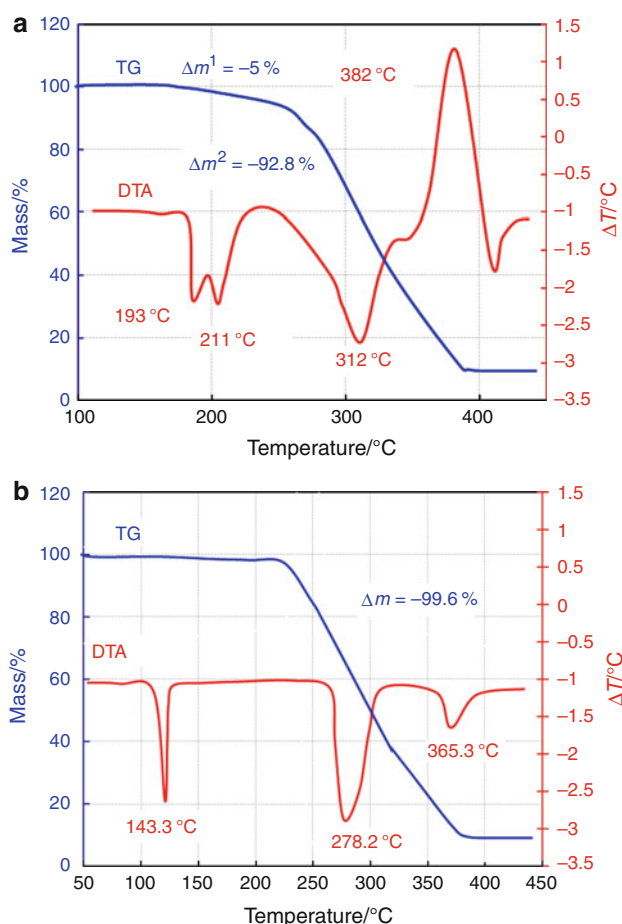 a
120
100
80
60
40
20
0
Mass/%
TG
Δm¹ = –5 %
Δm² = –92.8 %
DTA
193 °C
211 °C
312 °C
382 °C
1.5
1
0.5
0
–0.5
–1
–1.5
–2
–2.5
–3
–3.5
ΔT/°C
100
200
300
400
Temperature/°C
b
120
100
80
60
40
20
0
Mass/%
TG
Δm = –99.6 %
DTA
143.3 °C
278.2 °C
365.3 °C
1.5
1
0.5
0
–0.5
–1
–1.5
–2
–2.5
–3
–3.5
ΔT/°C
50
100
150
200
250
300
350
400
450
Temperature/°C